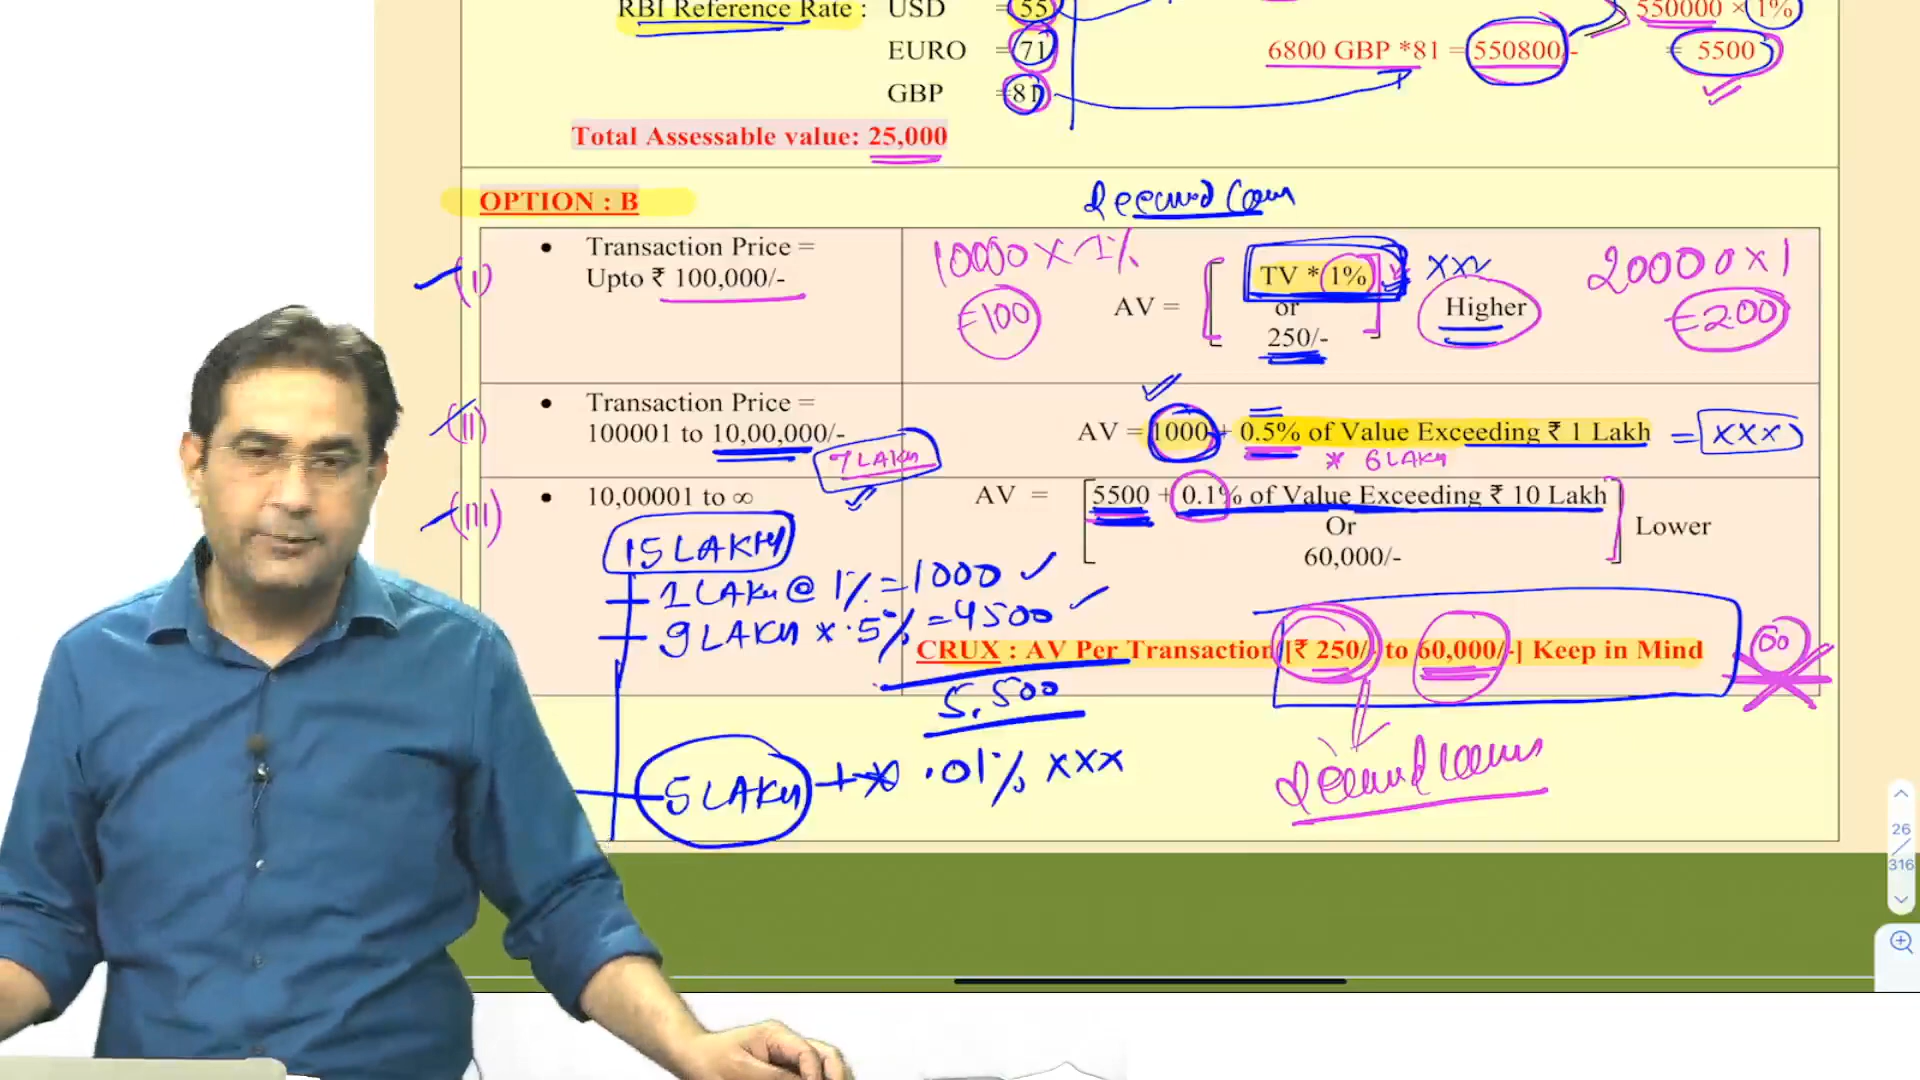 RBI Reference Rate : USD = 55
550000 × 1%
EURO = 71
6800 GBP *81 = 550800/-
= 5500
GBP =81
Total Assessable value: 25,000
OPTION : B
• Transaction Price =
Upto ₹ 100,000/-
(I)
10000 × 1%
=100
AV =
TV * 1%
or
250/-
Higher
xxx
20000 × 1
=200
• Transaction Price =
100001 to 10,00,000/-
(II)
7 LAKH
AV = 1000 + 0.5% of Value Exceeding ₹ 1 Lakh = xxx
* 6 LAKH
• 10,00001 to ∞
(III)
AV = 5500 + 0.1% of Value Exceeding ₹ 10 Lakh
Or
60,000/-
Lower
15 LAKH
1 LAKH @ 1% = 1000
9 LAKH × .5% = 4500
CRUX : AV Per Transaction [₹ 250/- to 60,000/-] Keep in Mind
5,500
5 LAKH + * .01% xxx
26
316